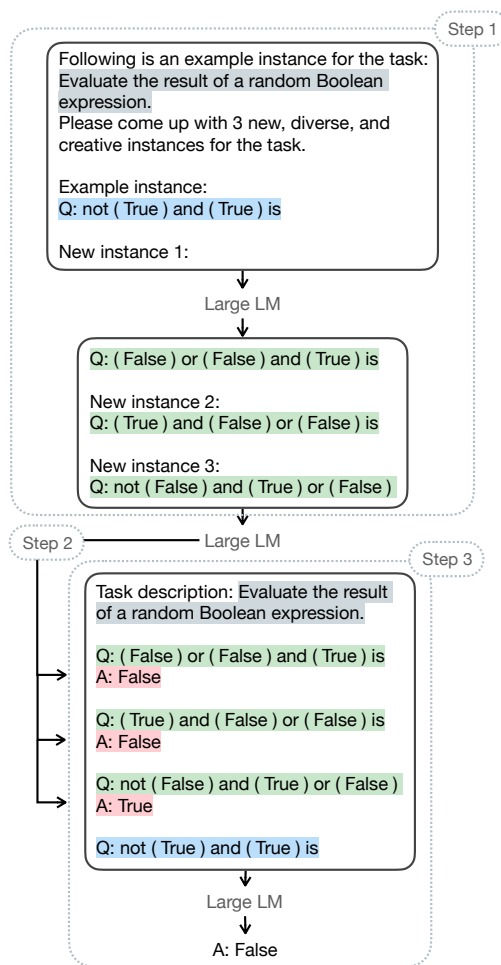 Step 1
Following is an example instance for the task:
Evaluate the result of a random Boolean
expression.
Please come up with 3 new, diverse, and
creative instances for the task.
Example instance:
Q: not ( True ) and ( True ) is
New instance 1:
Large LM
Q: ( False ) or ( False ) and ( True ) is
New instance 2:
Q: ( True ) and ( False ) or ( False ) is
New instance 3:
Q: not ( False ) and ( True ) or ( False )
Step 2
Large LM
Step 3
Task description: Evaluate the result
of a random Boolean expression.
Q: ( False ) or ( False ) and ( True ) is
A: False
Q: ( True ) and ( False ) or ( False ) is
A: False
Q: not ( False ) and ( True ) or ( False )
A: True
Q: not ( True ) and ( True ) is
Large LM
A: False